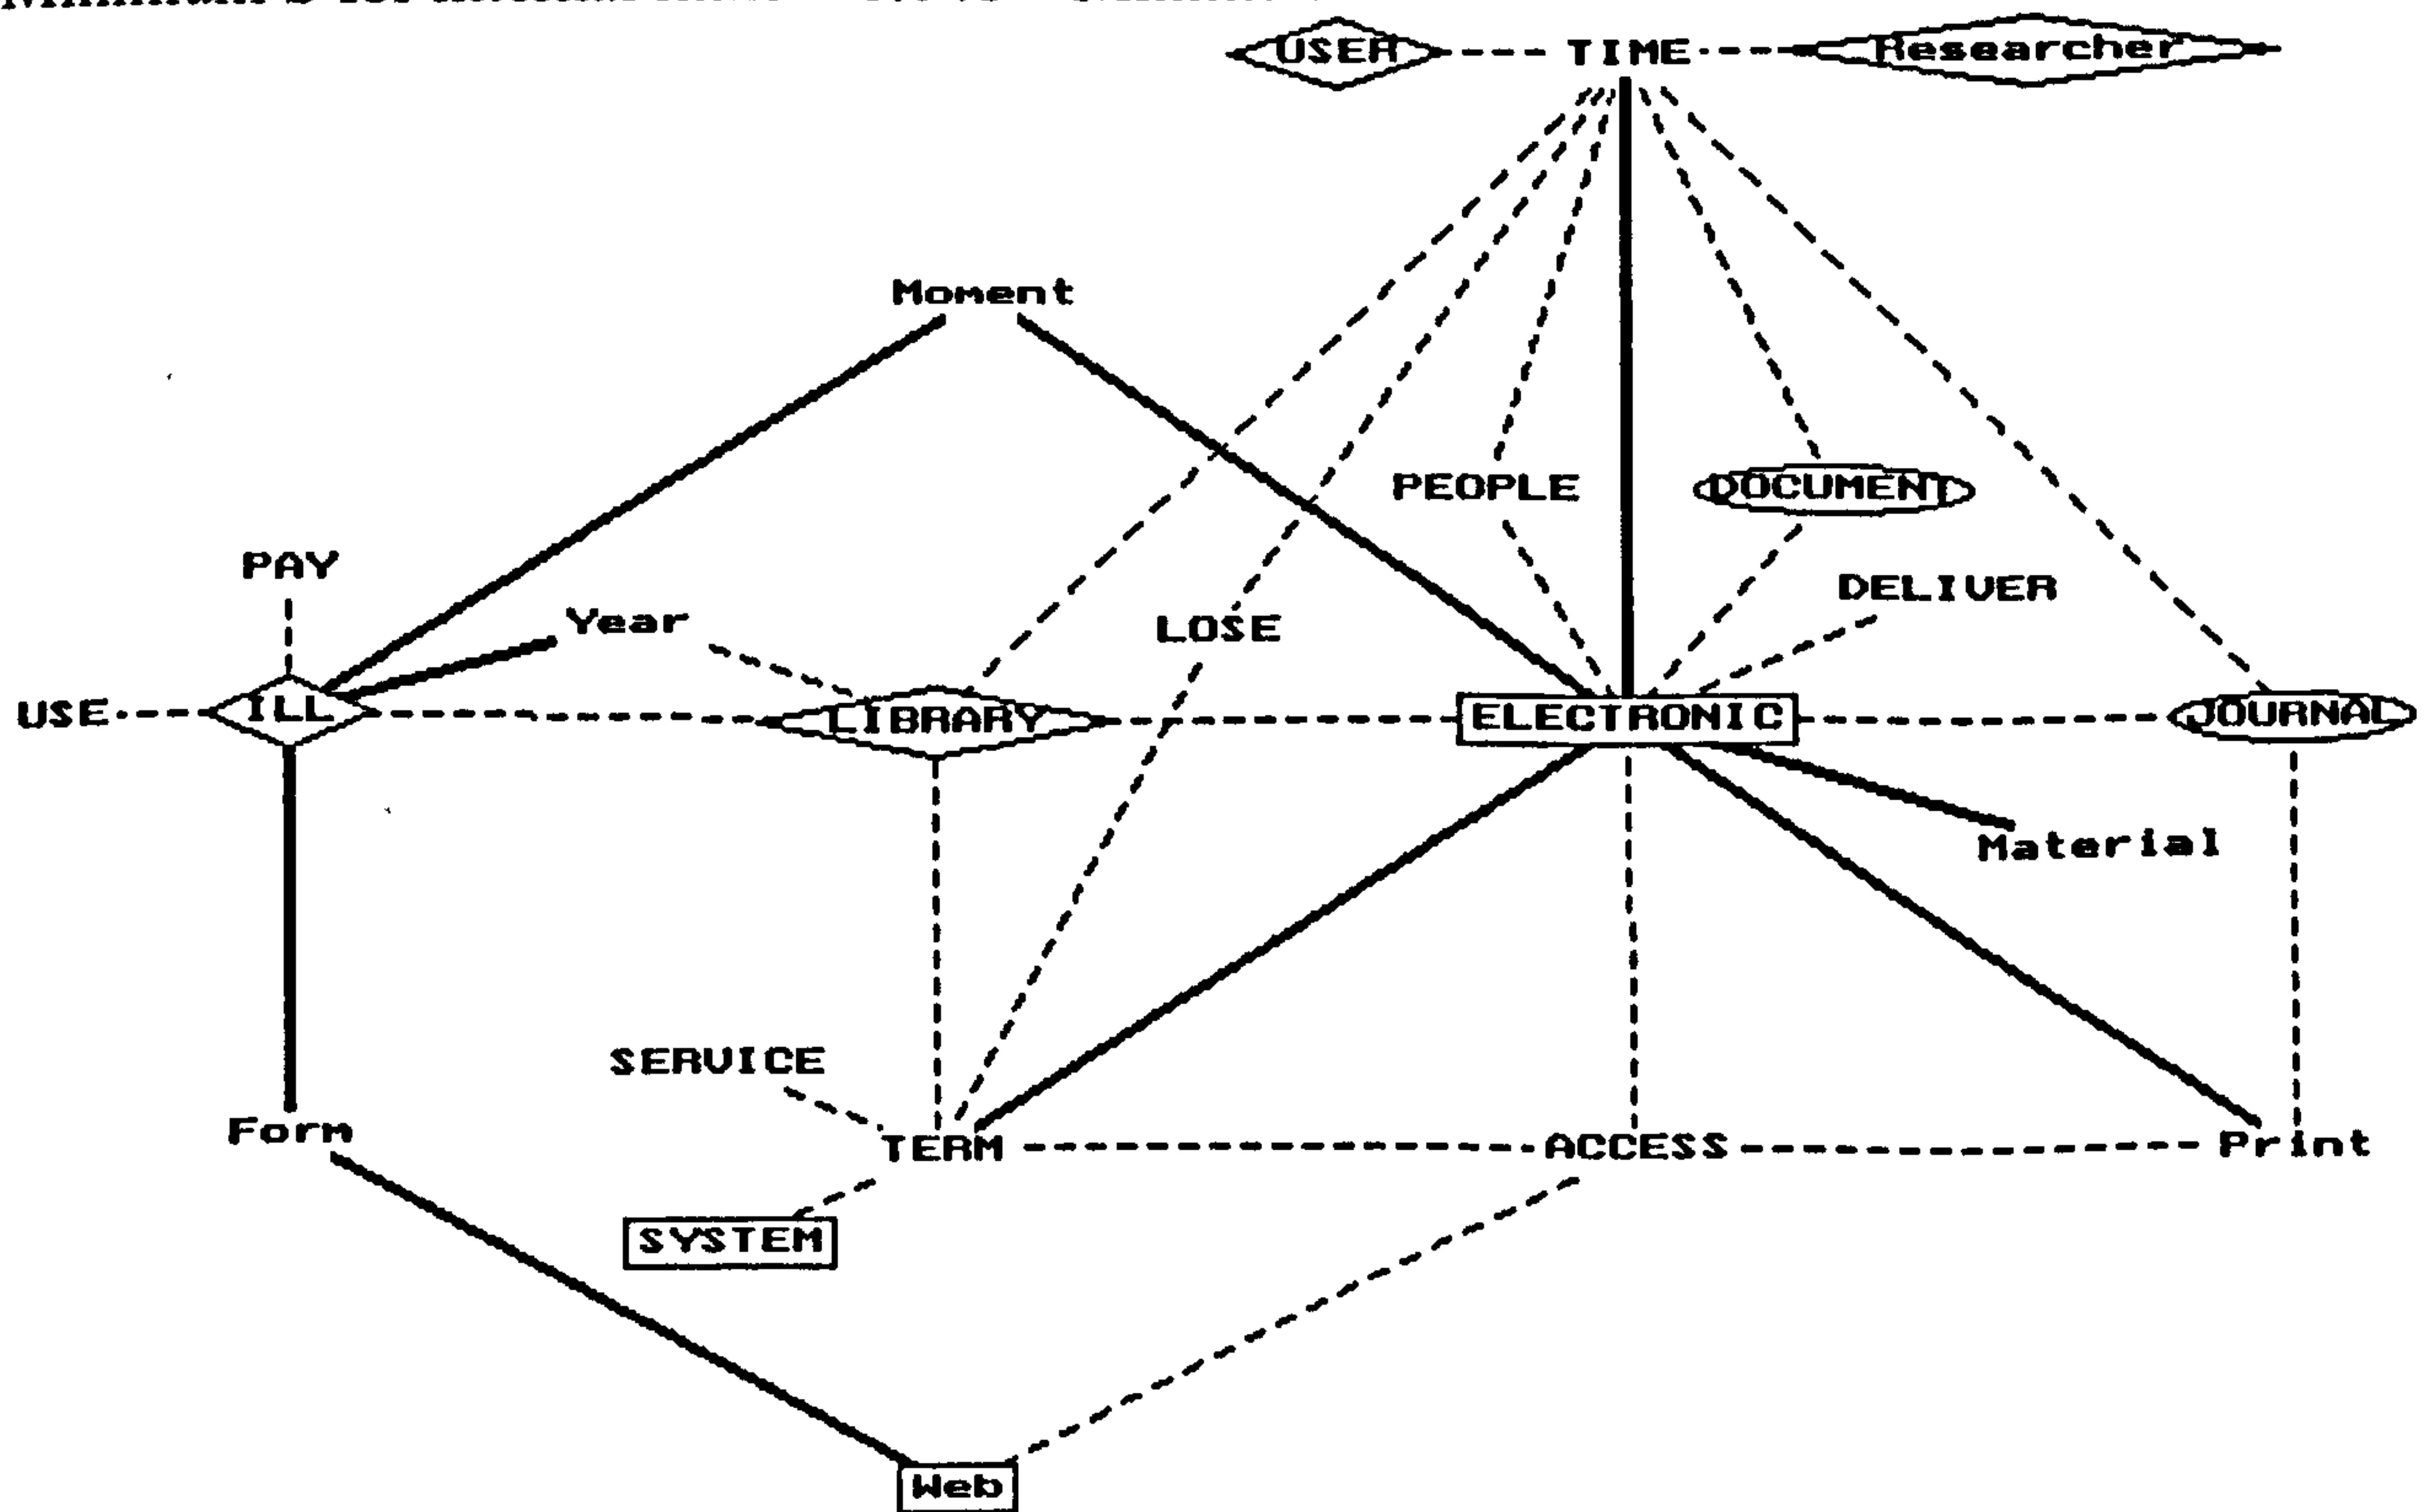 USER TIME Researcher
Moment
PEOPLE DOCUMENT
PAY
DELIVER
Year LOSE
USE ILL LIBRARY ELECTRONIC JOURNAL
Material
SERVICE
Form TERM ACCESS Print
SYSTEM
Web